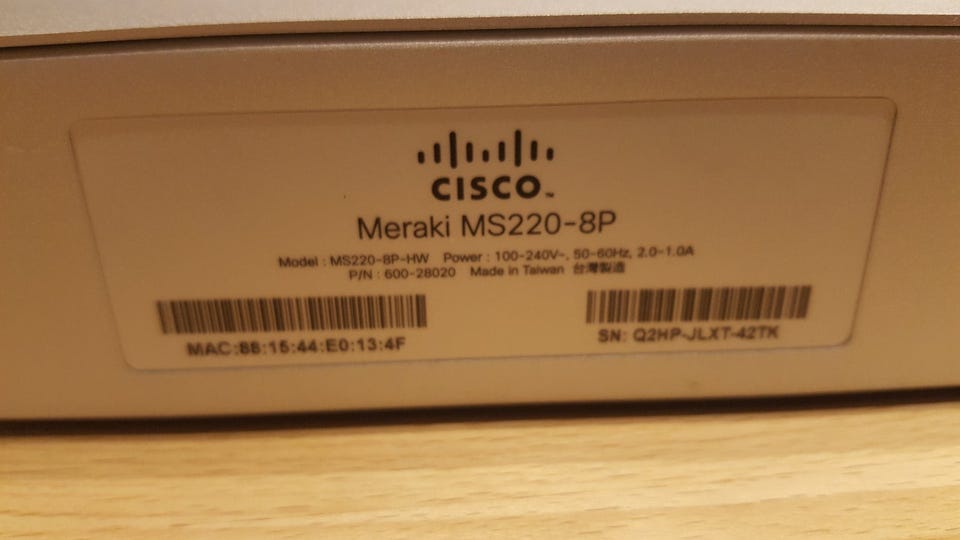 CISCO™
Meraki MS220-8P
Model : MS220-8P-HW Power : 100-240V~, 50-60Hz, 2.0-1.0A
P/N : 600-28020 Made in Taiwan 台灣製造
MAC:88:15:44:E0:13:4F
SN: Q2HP-JLXT-42TK